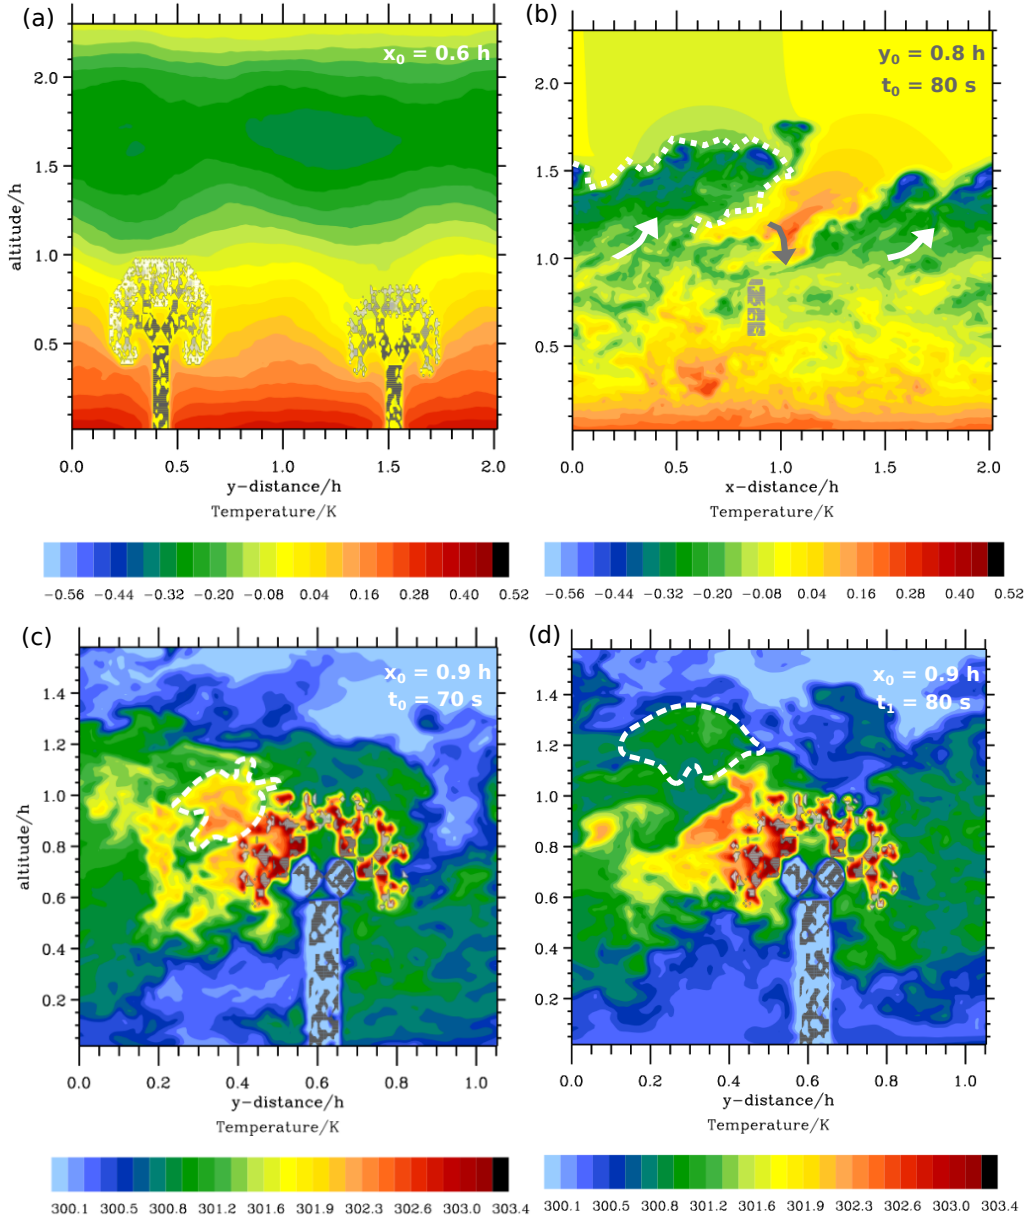 (a)
x0 = 0.6 h
2.0
1.5
1.0
0.5
altitude/h
0.0 0.5 1.0 1.5 2.0
y-distance/h
Temperature/K
-0.56 -0.44 -0.32 -0.20 -0.08 0.04 0.16 0.28 0.40 0.52
(b)
y0 = 0.8 h
t0 = 80 s
2.0
1.5
1.0
0.5
0.0 0.5 1.0 1.5 2.0
x-distance/h
Temperature/K
-0.56 -0.44 -0.32 -0.20 -0.08 0.04 0.16 0.28 0.40 0.52
(c)
x0 = 0.9 h
t0 = 70 s
1.4
1.2
1.0
0.8
0.6
0.4
0.2
altitude/h
0.0 0.2 0.4 0.6 0.8 1.0
y-distance/h
Temperature/K
300.1 300.5 300.8 301.2 301.6 301.9 302.3 302.6 303.0 303.4
(d)
x0 = 0.9 h
t1 = 80 s
1.4
1.2
1.0
0.8
0.6
0.4
0.2
0.0 0.2 0.4 0.6 0.8 1.0
y-distance/h
Temperature/K
300.1 300.5 300.8 301.2 301.6 301.9 302.3 302.6 303.0 303.4